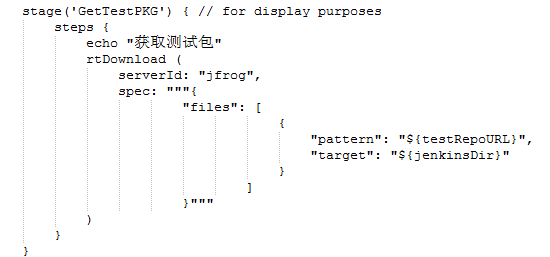 stage('GetTestPKG') { // for display purposes
steps {
echo "获取测试包"
rtDownload (
serverId: "jfrog",
spec: """{
"files": [
{
"pattern": "${testRepoURL}",
"target": "${jenkinsDir}"
}
]
}"""
)
}
}